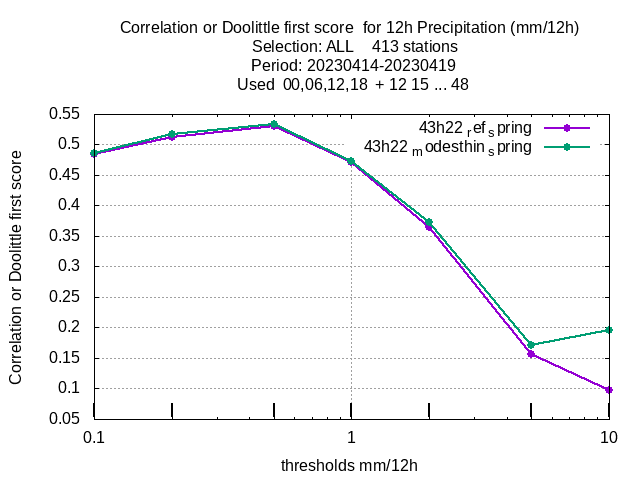 Correlation or Doolittle first score  for 12h Precipitation (mm/12h)
Selection: ALL    413 stations
Period: 20230414-20230419
Used  00,06,12,18  + 12 15 ... 48
43h22 ref spring
43h22 modesthin spring
Correlation or Doolittle first score
0.55
0.5
0.45
0.4
0.35
0.3
0.25
0.2
0.15
0.1
0.05
0.1 1 10
thresholds mm/12h